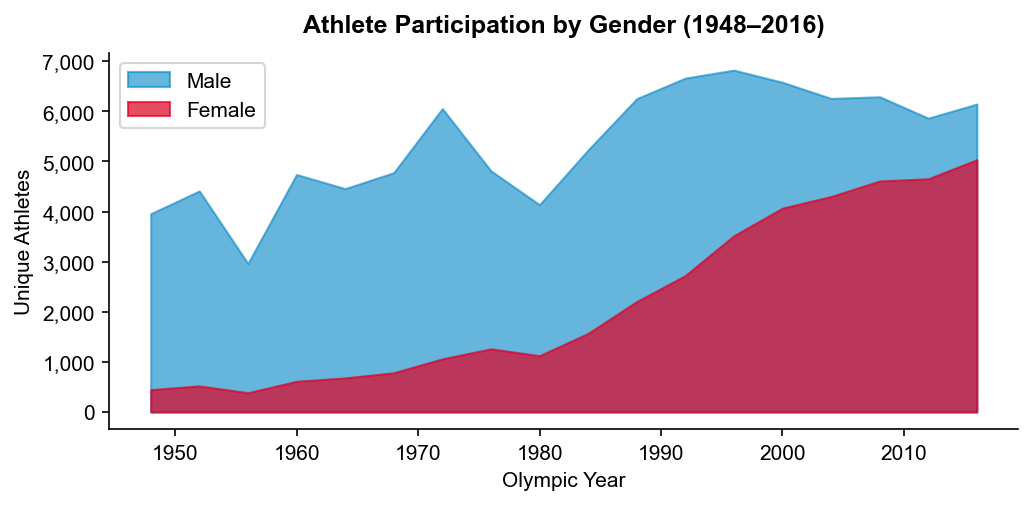 Athlete Participation by Gender (1948–2016)
Male
Female
Unique Athletes
7,000
6,000
5,000
4,000
3,000
2,000
1,000
0
1950 1960 1970 1980 1990 2000 2010
Olympic Year